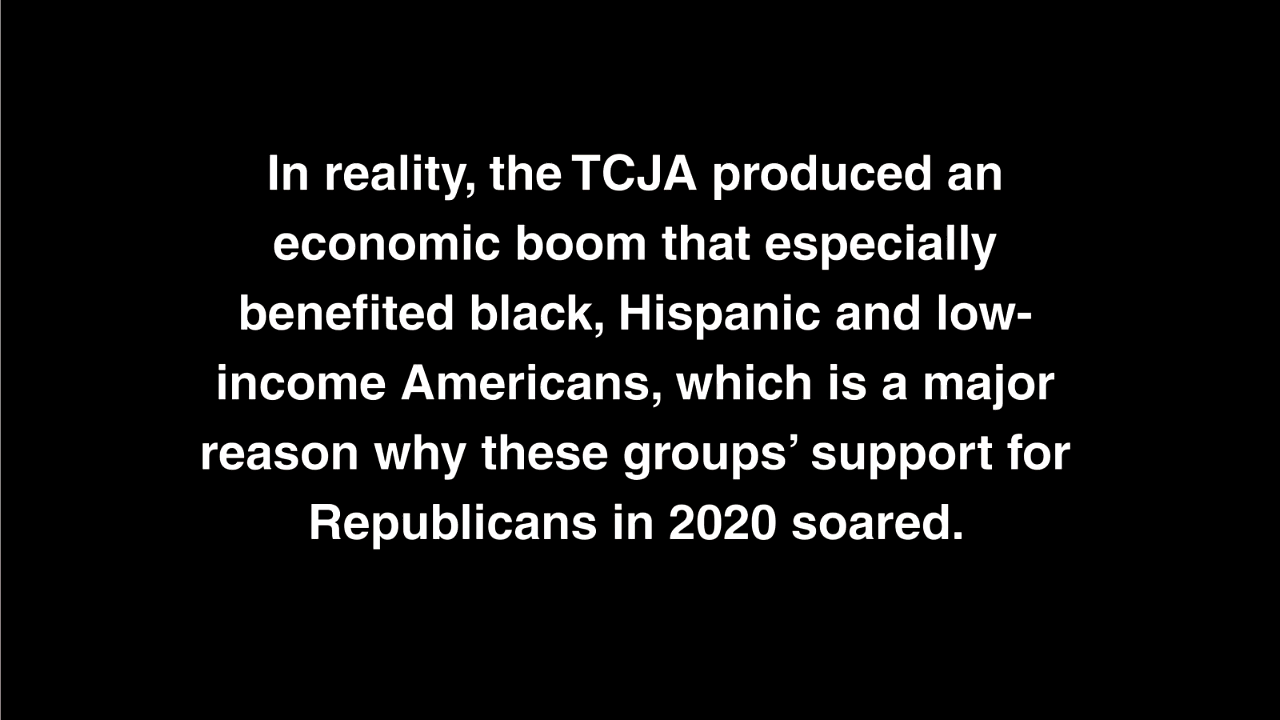 In reality, the TCJA produced an
economic boom that especially
benefited black, Hispanic and low-
income Americans, which is a major
reason why these groups’ support for
Republicans in 2020 soared.